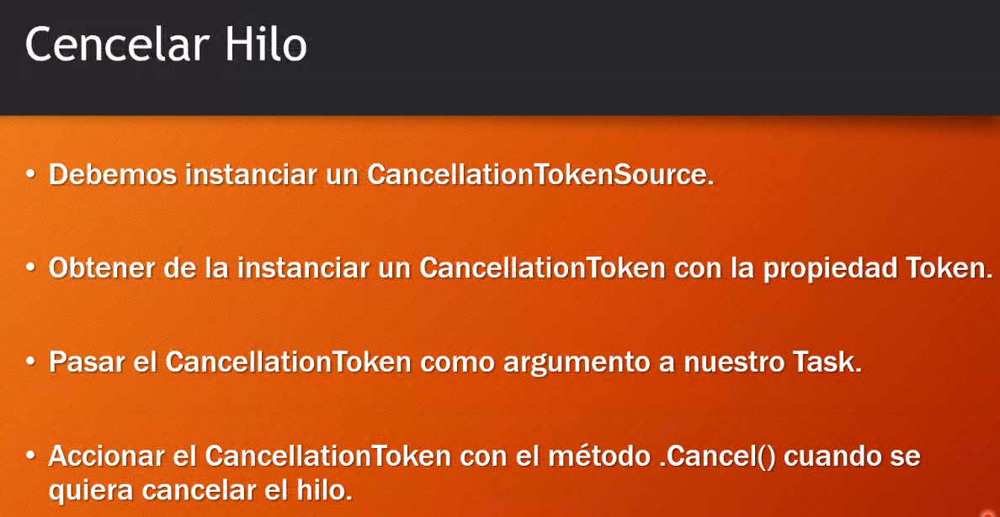 Cencelar Hilo
• Debemos instanciar un CancellationTokenSource.
• Obtener de la instanciar un CancellationToken con la propiedad Token.
• Pasar el CancellationToken como argumento a nuestro Task.
• Accionar el CancellationToken con el método .Cancel() cuando se
quiera cancelar el hilo.